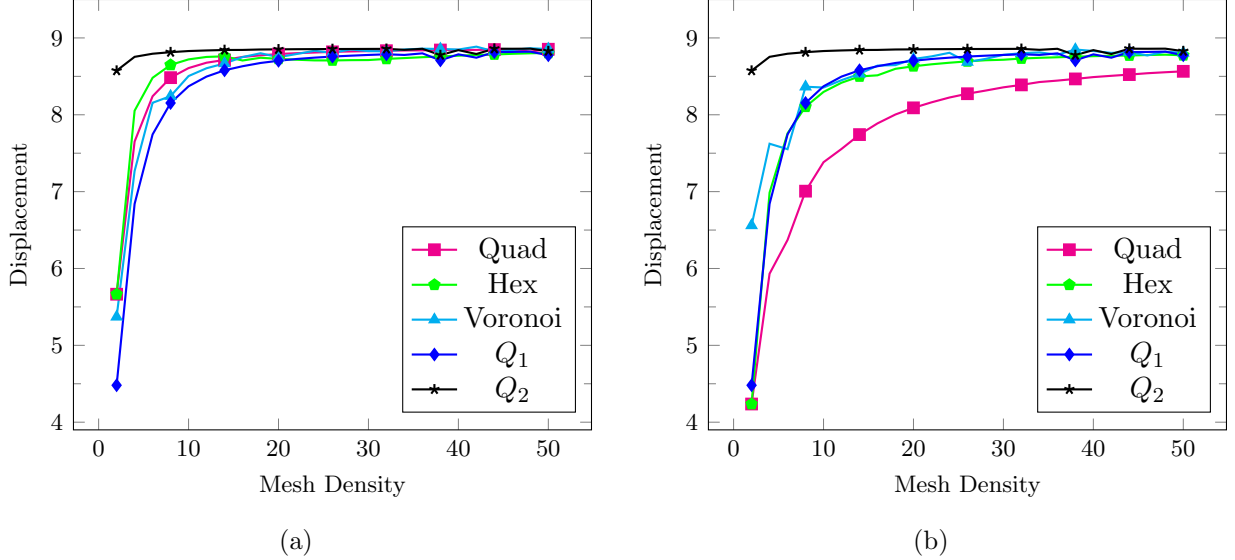 9
8
7
6
5
4
Displacement
0 10 20 30 40 50
Mesh Density
Quad
Hex
Voronoi
Q1
Q2
(a)
9
8
7
6
5
4
Displacement
0 10 20 30 40 50
Mesh Density
Quad
Hex
Voronoi
Q1
Q2
(b)